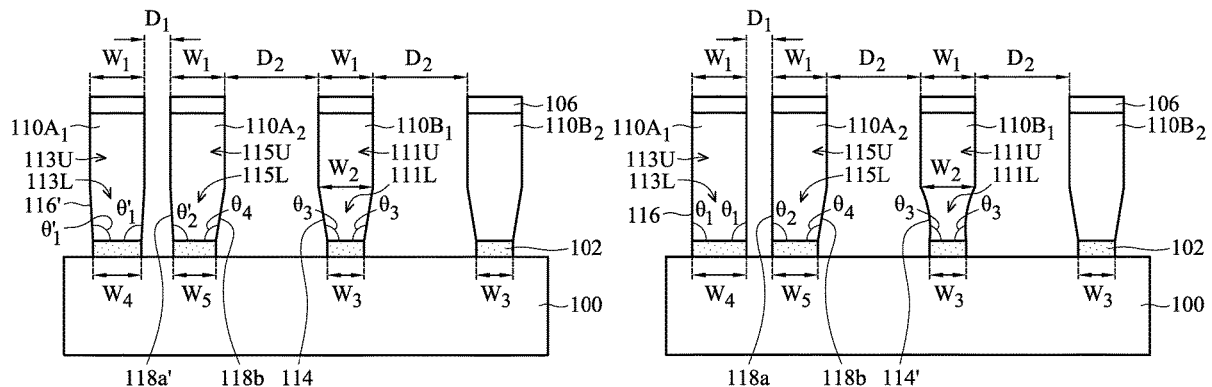 D₁
W₁ W₁ D₂ W₁ D₂
106
110A₁ 110A₂ 110B₁ 110B₂
113U 115U 111U
113L 115L W₂ 111L
116' θ'₁ θ'₁ θ'₂ θ₄ θ₃ θ₃
102
W₄ W₅ W₃ W₃
100
118a' 118b 114
D₁
W₁ W₁ D₂ W₁ D₂
106
110A₁ 110A₂ 110B₁ 110B₂
113U 115U 111U
113L 115L W₂ 111L
116 θ₁ θ₁ θ₂ θ₄ θ₃ θ₃
102
W₄ W₅ W₃ W₃
100
118a 118b 114'